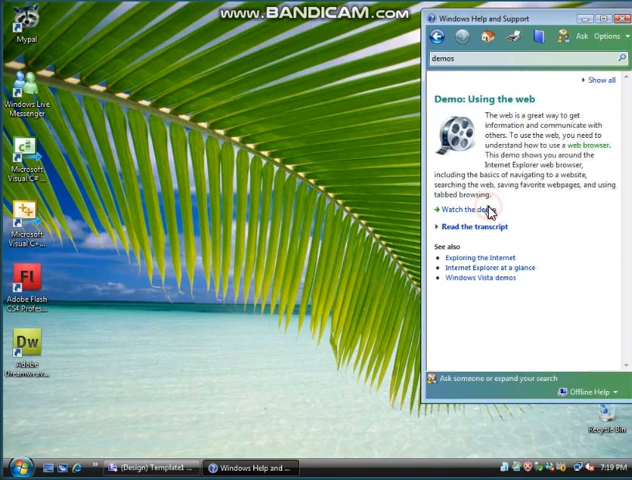 www.BANDICAM.com
Mypal
Windows Live
Messenger
Microsoft
Visual C# ...
Microsoft
Visual C+...
Adobe Flash
CS4 Profes...
Adobe
Dreamweav...
Windows Help and Support
Ask Options
demos
Show all
Demo: Using the web
The web is a great way to get
information and communicate with
others. To use the web, you need to
understand how to use a web browser.
This demo shows you around the
Internet Explorer web browser,
including the basics of navigating to a website,
searching the web, saving favorite webpages, and using
tabbed browsing.
Watch the demo
Read the transcript
See also
Exploring the Internet
Internet Explorer at a glance
Windows Vista demos
Ask someone or expand your search
Offline Help
Recycle Bin
(Design) Template1 ...
Windows Help and ...
7:19 PM